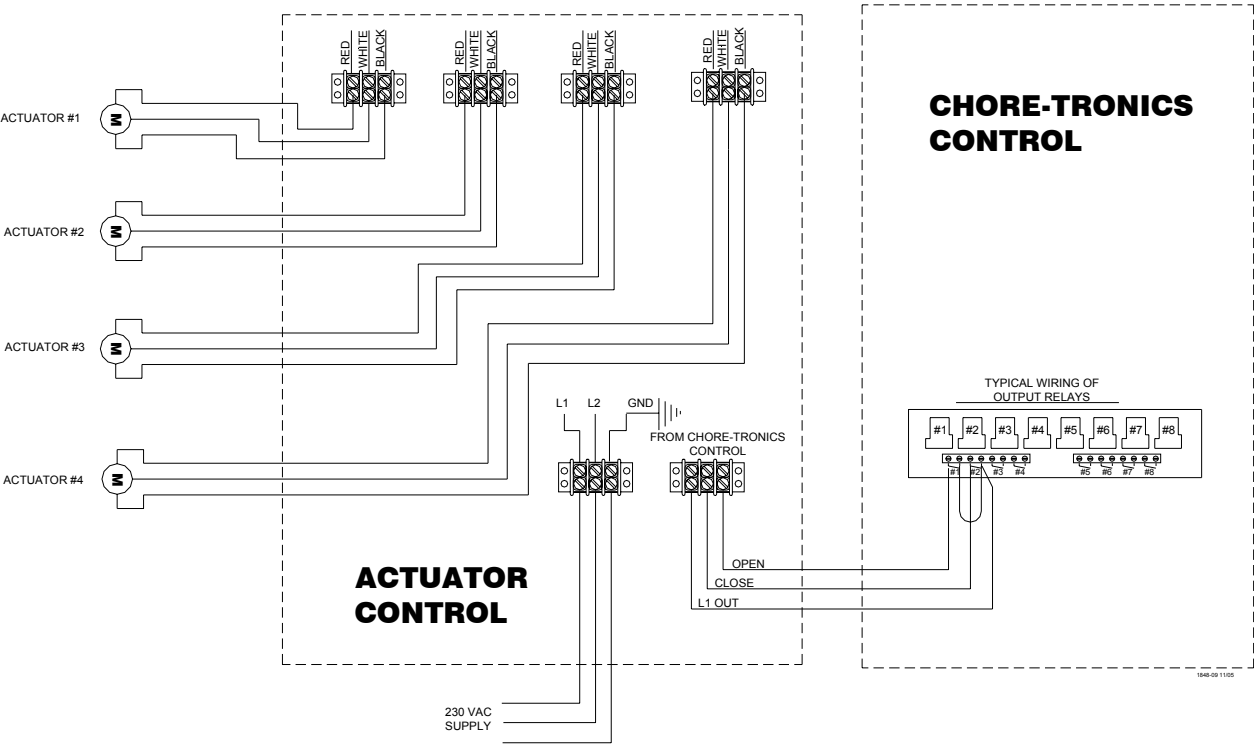 RED
WHITE
BLACK
RED
WHITE
BLACK
RED
WHITE
BLACK
RED
WHITE
BLACK
CHORE-TRONICS
CONTROL
ACTUATOR #1
M
ACTUATOR #2
M
ACTUATOR #3
M
ACTUATOR #4
M
TYPICAL WIRING OF
OUTPUT RELAYS
#1 #2 #3 #4 #5 #6 #7 #8
#1 #2 #3 #4 #5 #6 #7 #8
L1 L2 GND
FROM CHORE-TRONICS
CONTROL
OPEN
CLOSE
L1 OUT
ACTUATOR
CONTROL
230 VAC
SUPPLY
1848-09 11/05